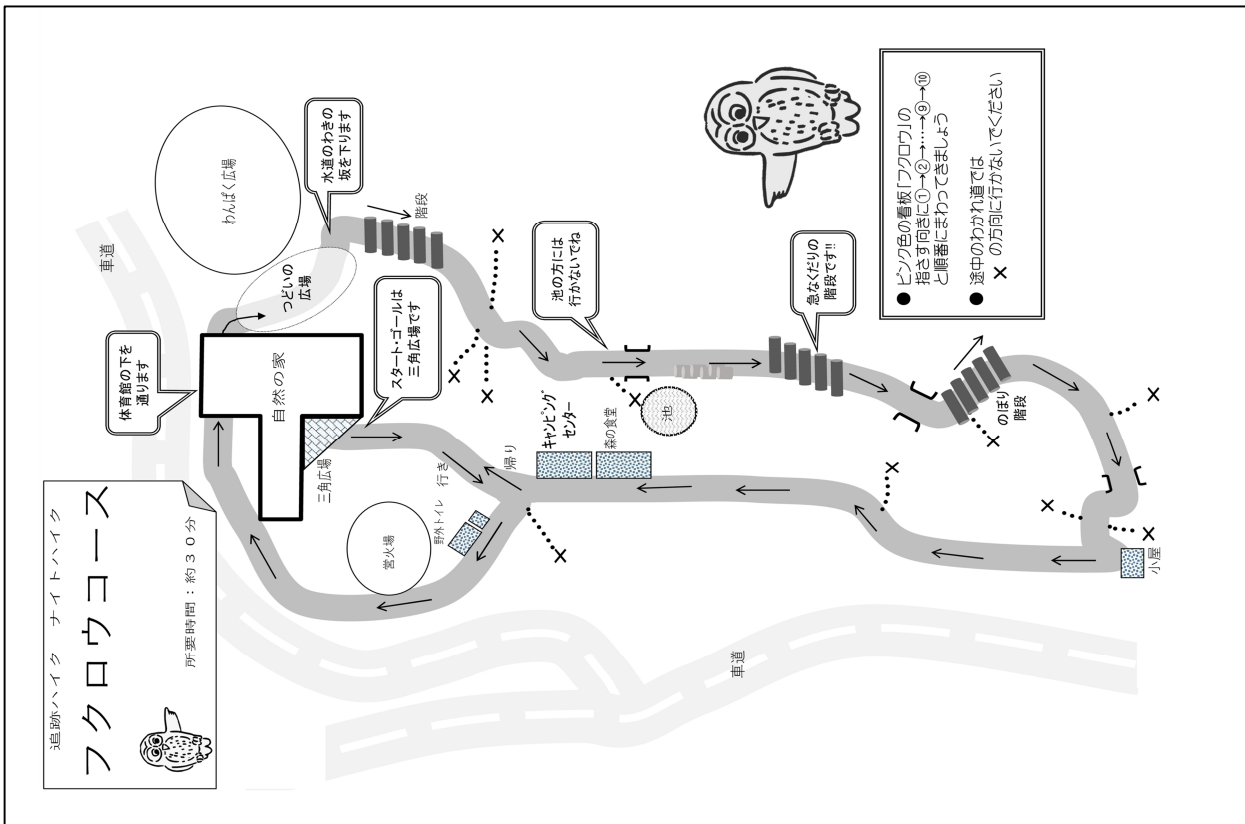 追跡ハイク ナイトハイク
フクロウコース
所要時間：約３０分
体育館の下を
通ります
車道
わんぱく広場
水道のわきの
坂を下ります
つどいの
広場
階段
自然の家
スタート・ゴールは
三角広場です
三角広場
行き
帰り
野外トイレ
営火場
キャンピング
センター
森の食堂
池
池の方には
行かないでね
急なくだりの
階段です!!
のぼり
階段
小屋
車道
● ピンク色の看板「フクロウ」の
指さす向きに①→②→……→⑨→⑩
と順番にまわってきましょう
● 途中のわかれ道では
× の方向に行かないでください